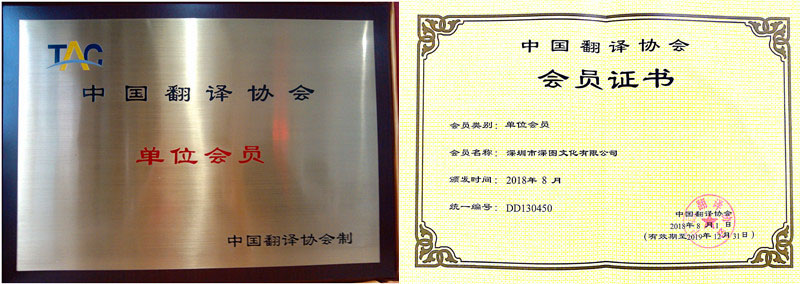 TAC
中国翻译协会
单位会员
中国翻译协会制
中国翻译协会
会员证书
会员类别：单位会员
会员名称：深圳市深图文化有限公司
颁发时间：2018年 8 月
统一编号：DD130450
中国翻译协会
2018年 8 月1 日
(有效期至2019年 12月 31日)